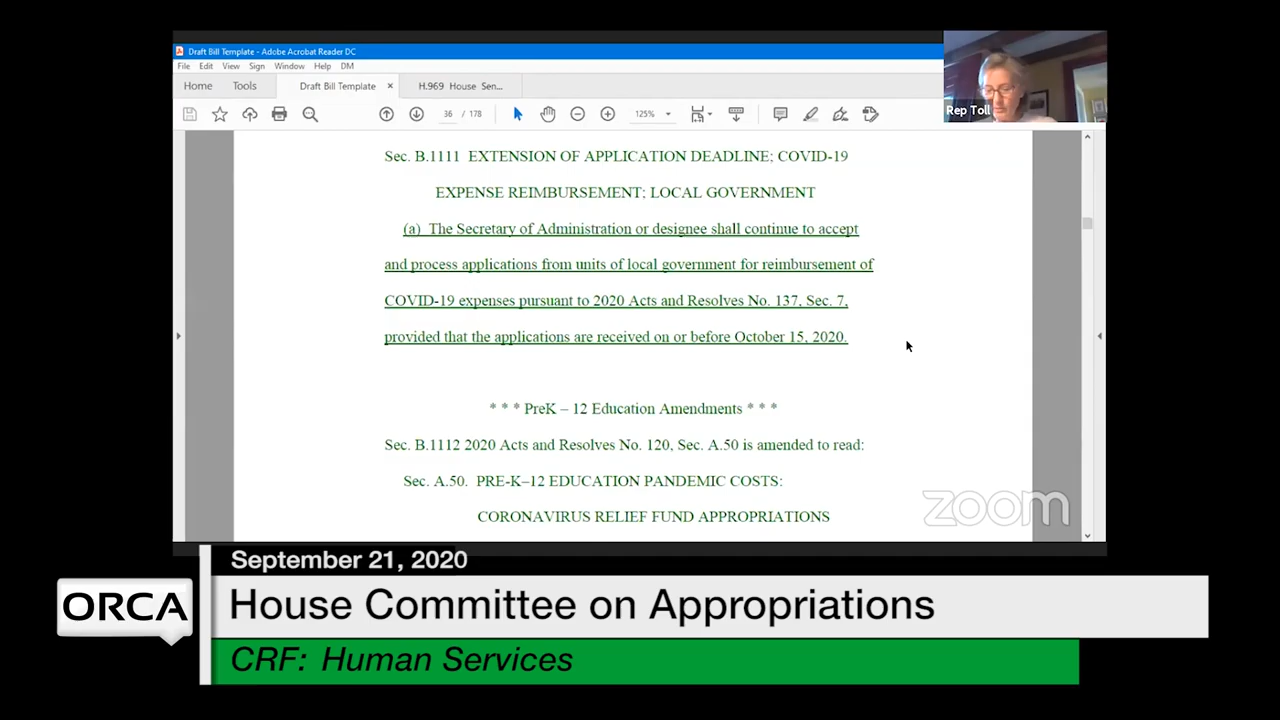 Draft Bill Template - Adobe Acrobat Reader DC
File Edit View Sign Window Help DM
Home Tools Draft Bill Template × H.969 House Sen...
36 / 178 125%
Rep Toll
Sec. B.1111 EXTENSION OF APPLICATION DEADLINE; COVID-19
EXPENSE REIMBURSEMENT; LOCAL GOVERNMENT
(a) The Secretary of Administration or designee shall continue to accept
and process applications from units of local government for reimbursement of
COVID-19 expenses pursuant to 2020 Acts and Resolves No. 137, Sec. 7,
provided that the applications are received on or before October 15, 2020.
* * * PreK – 12 Education Amendments * * *
Sec. B.1112 2020 Acts and Resolves No. 120, Sec. A.50 is amended to read:
Sec. A.50. PRE-K–12 EDUCATION PANDEMIC COSTS:
CORONAVIRUS RELIEF FUND APPROPRIATIONS
zoom
September 21, 2020
ORCA
House Committee on Appropriations
CRF: Human Services